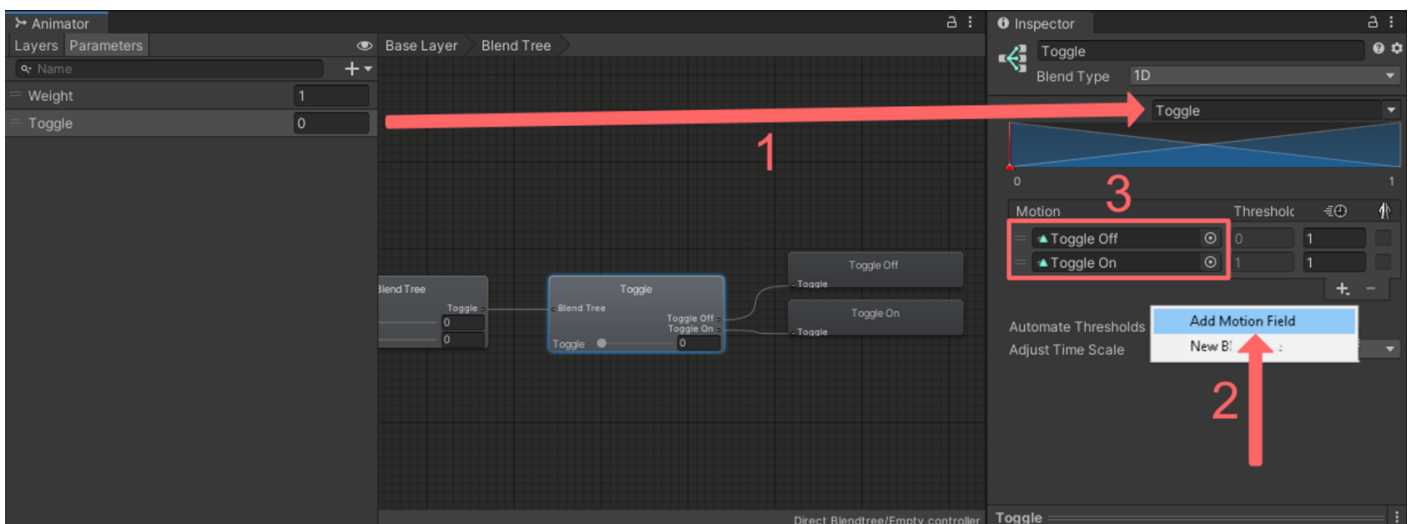 Animator
Layers Parameters
Name
Weight 1
Toggle 0
Base Layer Blend Tree
1
Blend Tree
Toggle
0
0
Toggle
Blend Tree
Toggle Off
Toggle On
Toggle 0
Toggle Off
Toggle
Toggle On
Toggle
Direct Blendtree/Empty.controller
Inspector
Toggle
Blend Type 1D
Toggle
0 1
3
Motion Thresholc
Toggle Off 0 1
Toggle On 1 1
+ -
Automate Thresholds
Add Motion Field
Adjust Time Scale
New
2
Toggle